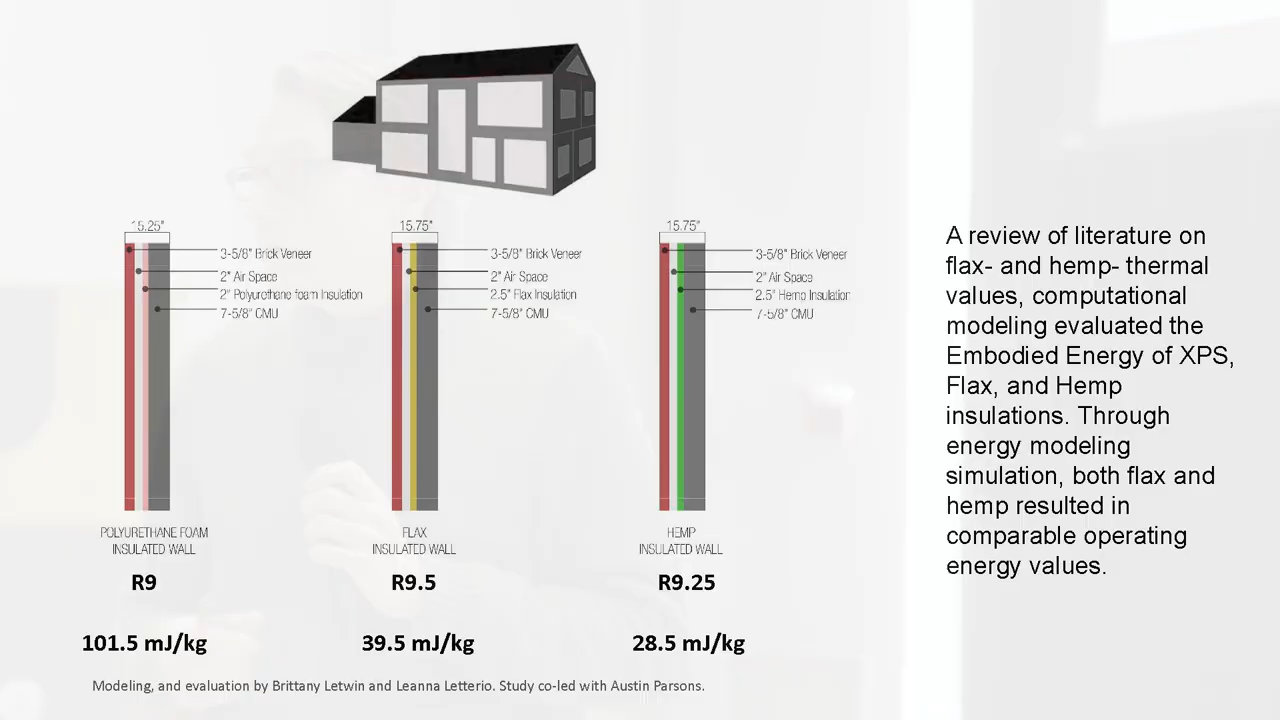 15.25"
3-5/8" Brick Veneer
2" Air Space
2" Polyurethane foam Insulation
7-5/8" CMU
POLYURETHANE FOAM
INSULATED WALL
R9
101.5 mJ/kg
15.75"
3-5/8" Brick Veneer
2" Air Space
2.5" Flax Insulation
7-5/8" CMU
FLAX
INSULATED WALL
R9.5
39.5 mJ/kg
15.75"
3-5/8" Brick Veneer
2" Air Space
2.5" Hemp Insulation
7-5/8" CMU
HEMP
INSULATED WALL
R9.25
28.5 mJ/kg
Modeling, and evaluation by Brittany Letwin and Leanna Letterio. Study co-led with Austin Parsons.
A review of literature on
flax- and hemp- thermal
values, computational
modeling evaluated the
Embodied Energy of XPS,
Flax, and Hemp
insulations. Through
energy modeling
simulation, both flax and
hemp resulted in
comparable operating
energy values.